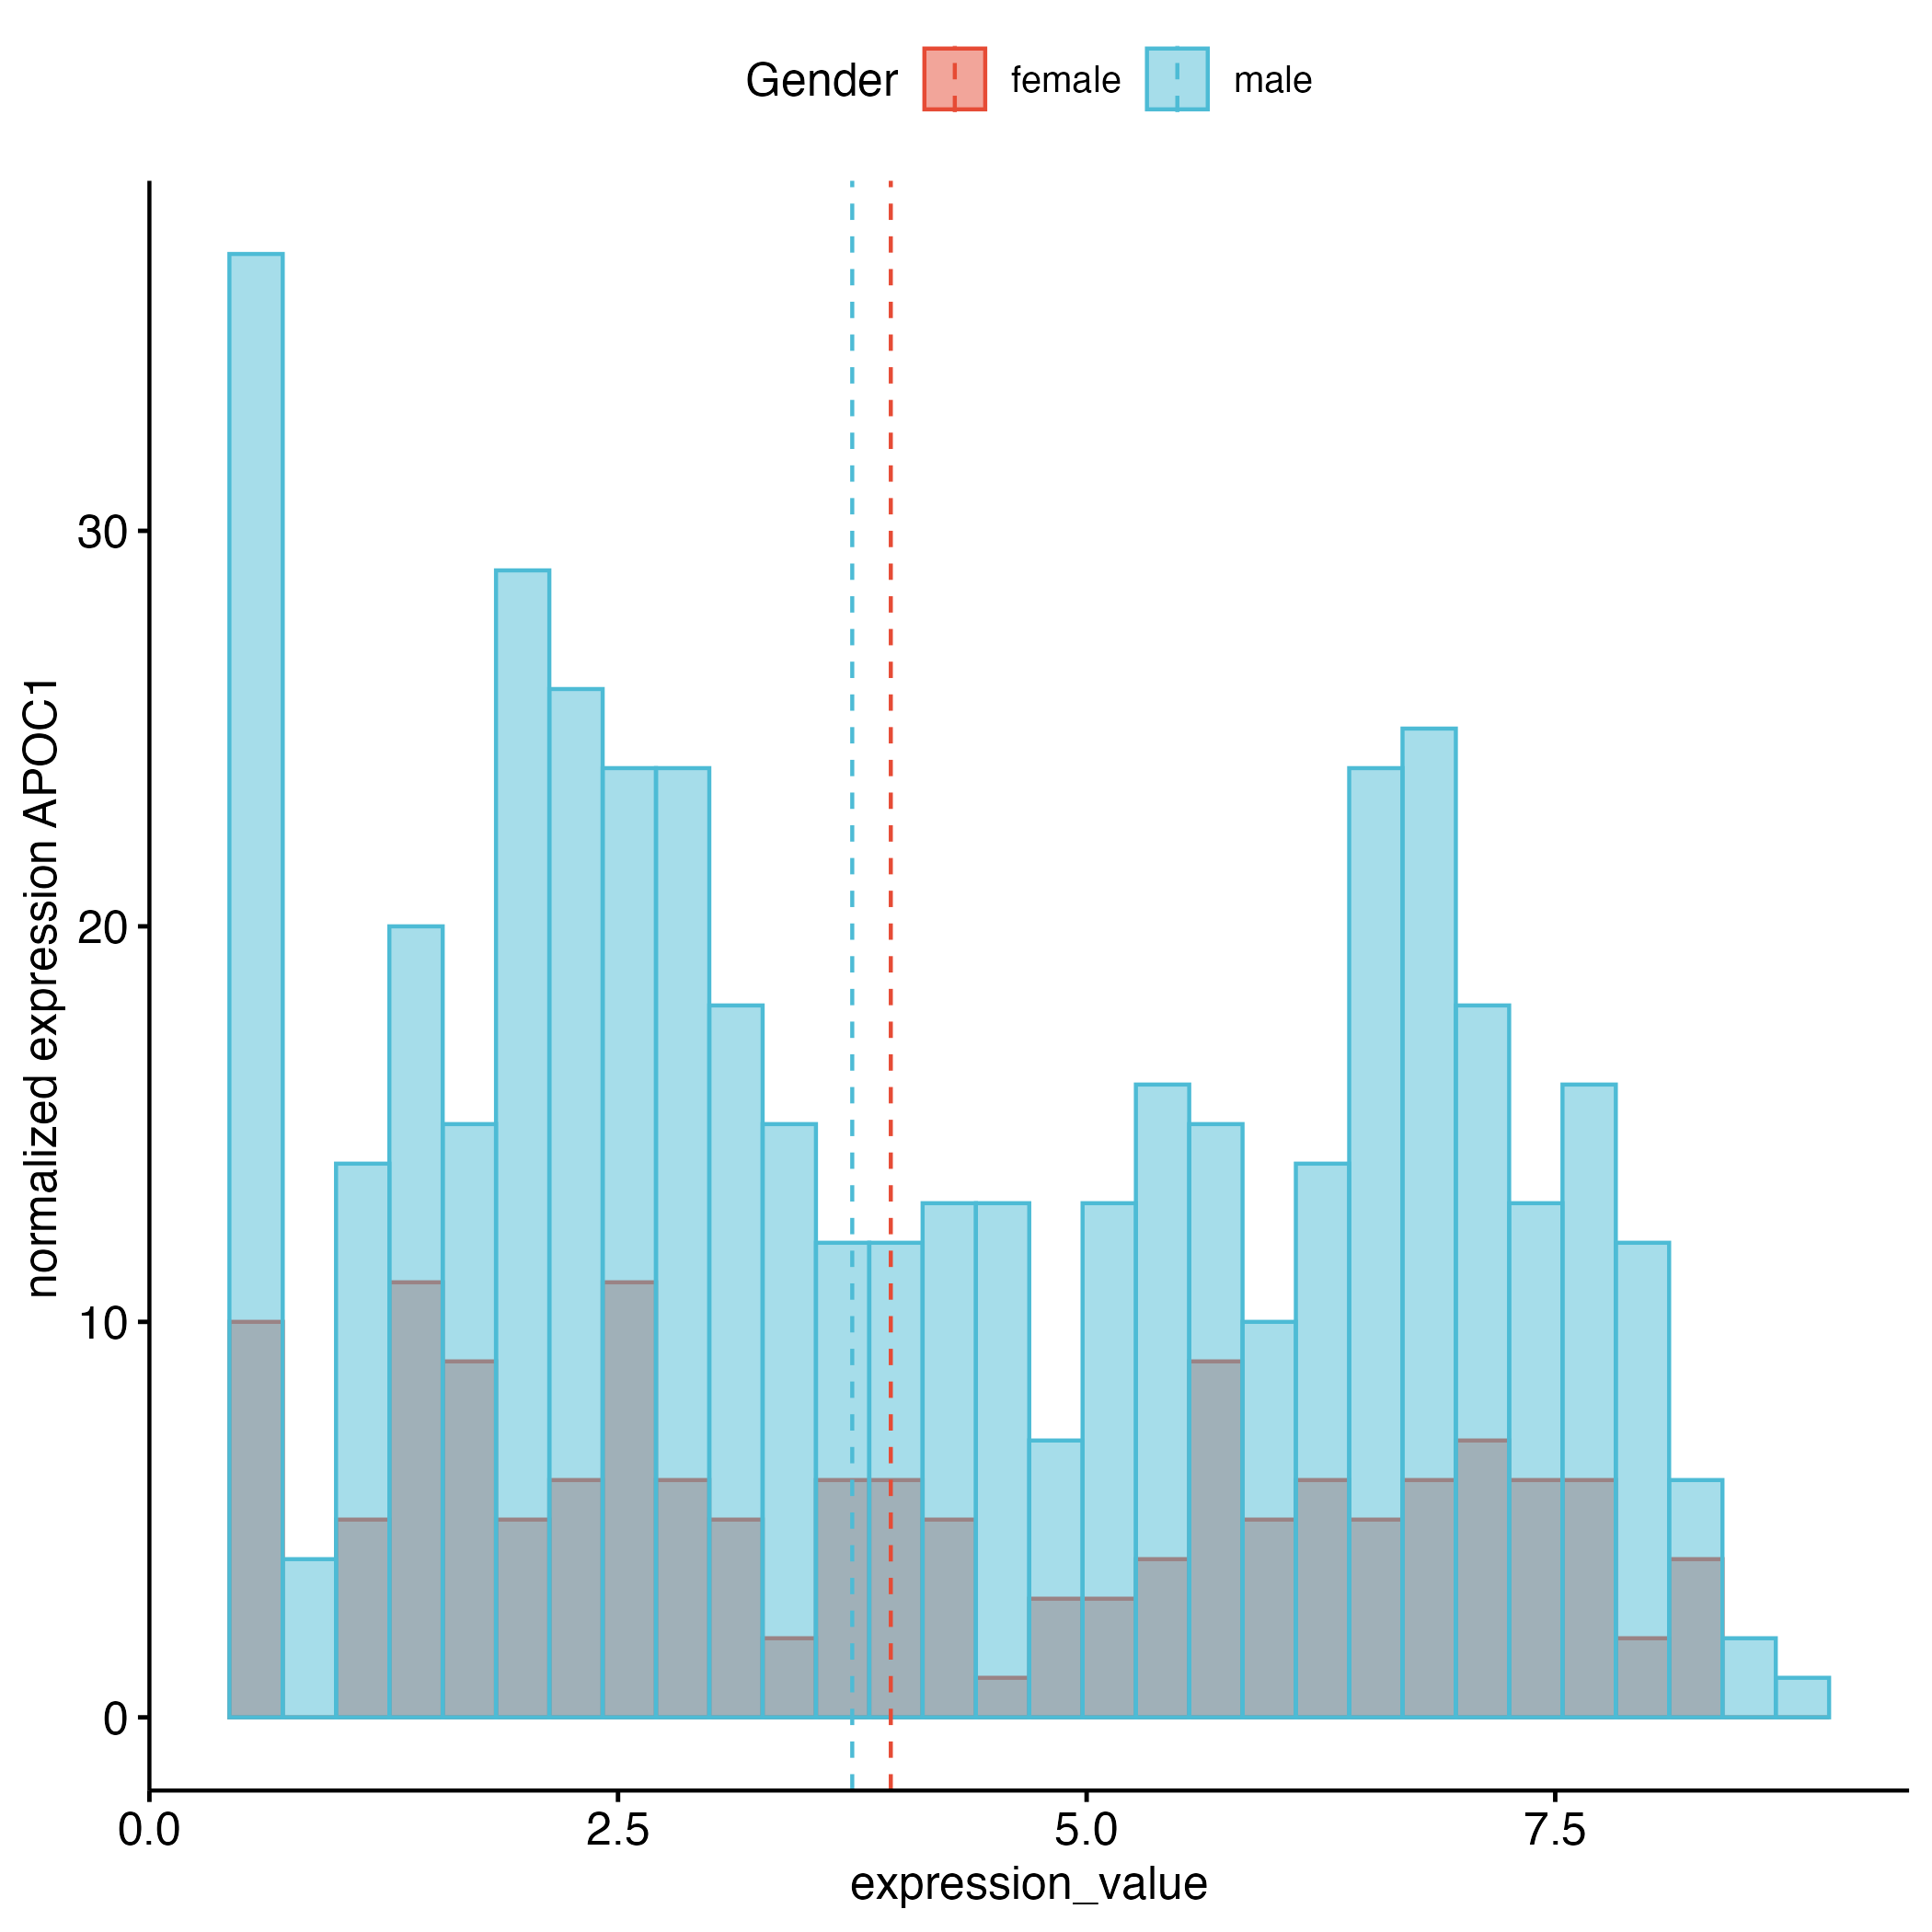 Gender female male
normalized expression APOC1
30
20
10
0
0.0 2.5 5.0 7.5
expression_value